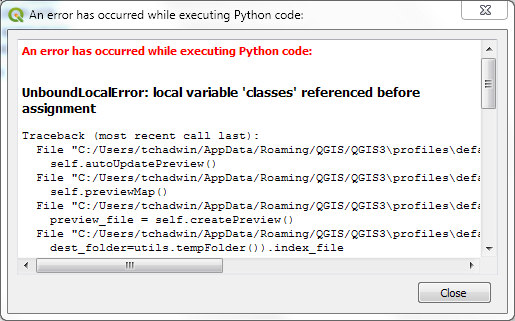 An error has occurred while executing Python code:
An error has occurred while executing Python code:
UnboundLocalError: local variable 'classes' referenced before
assignment
Traceback (most recent call last):
File "C:/Users/tchadwin/AppData/Roaming/QGIS/QGIS3\profiles\defa
self.autoUpdatePreview()
File "C:/Users/tchadwin/AppData/Roaming/QGIS/QGIS3\profiles\defa
self.previewMap()
File "C:/Users/tchadwin/AppData/Roaming/QGIS/QGIS3\profiles\defa
preview_file = self.createPreview()
File "C:/Users/tchadwin/AppData/Roaming/QGIS/QGIS3\profiles\defa
dest_folder=utils.tempFolder()).index_file
Close